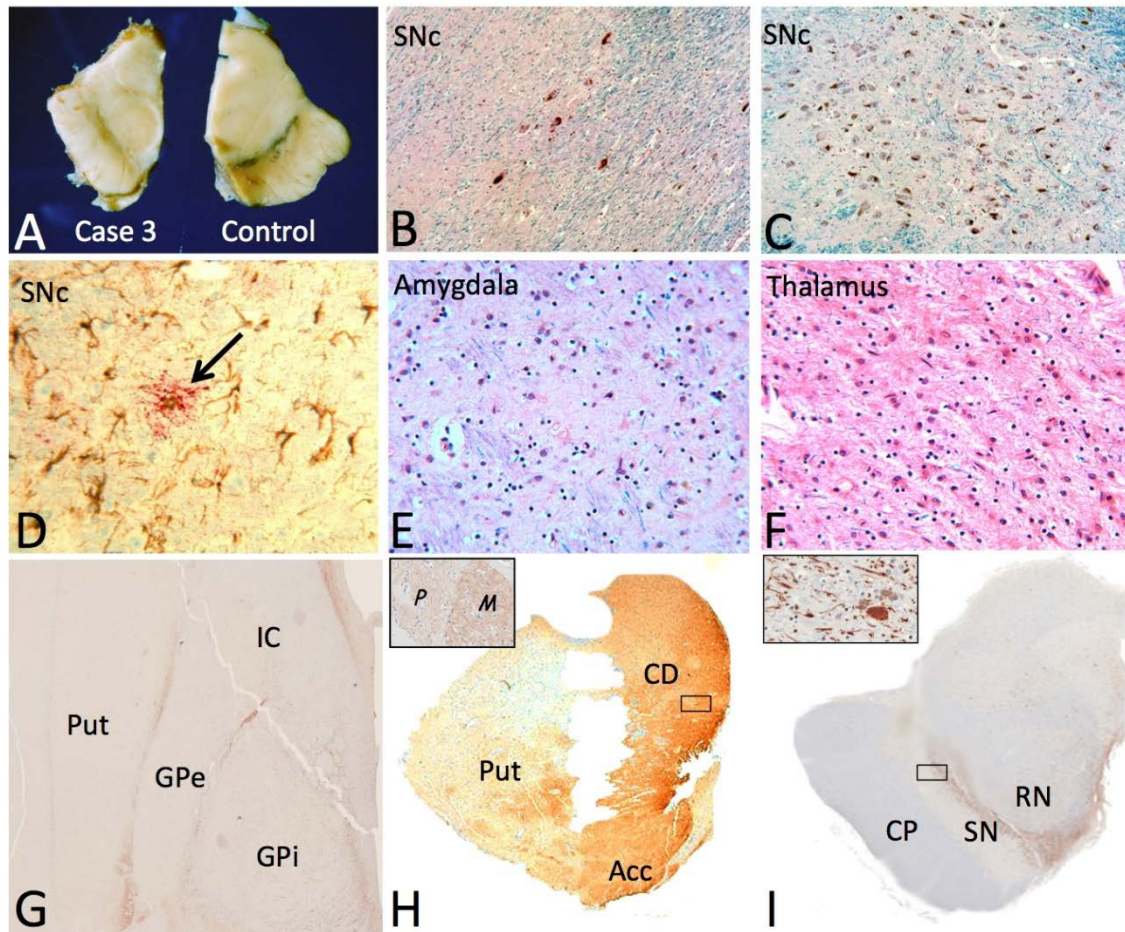 SNc
SNc
A
Case 3
Control
B
C
SNc
Amygdala
Thalamus
D
E
F
IC
Put
GPe
GPi
G
P
M
CD
Put
Acc
H
RN
CP
SN
I